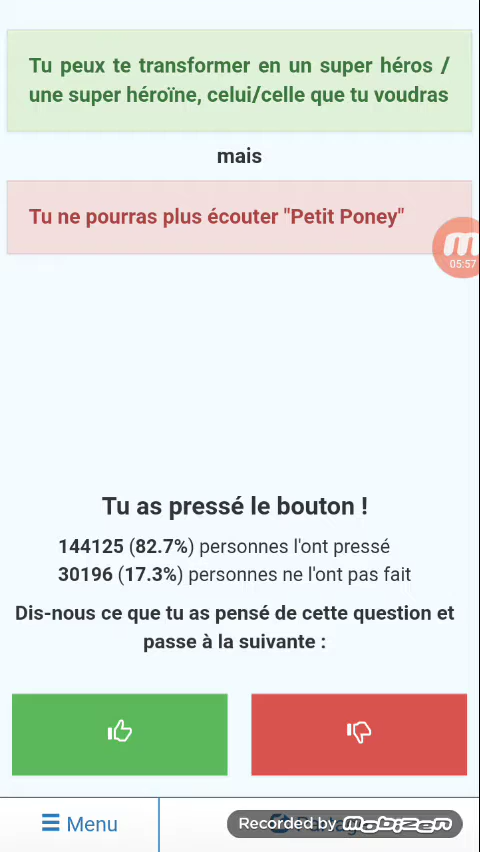 Tu peux te transformer en un super héros /
une super héroïne, celui/celle que tu voudras
mais
Tu ne pourras plus écouter "Petit Poney"
05:57
Tu as pressé le bouton !
144125 (82.7%) personnes l'ont pressé
30196 (17.3%) personnes ne l'ont pas fait
Dis-nous ce que tu as pensé de cette question et
passe à la suivante :
Menu
Recorded by mobizen